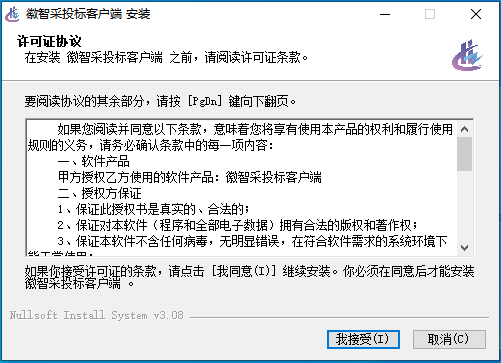 徽智采投标客户端 安装
许可证协议
在安装 徽智采投标客户端 之前，请阅读许可证条款。
要阅读协议的其余部分，请按 [PgDn] 键向下翻页。
如果您阅读并同意以下条款，意味着您将享有使用本产品的权利和履行使用
规则的义务，请务必确认条款中的每一项内容：
一、软件产品
甲方授权乙方使用的软件产品：徽智采投标客户端
二、授权方保证
1、保证此授权书是真实的、合法的；
2、保证对本软件（程序和全部电子数据）拥有合法的版权和著作权；
3、保证本软件不含任何病毒，无明显错误，在符合软件需求的系统环境下
能正常使用；
如果你接受许可证的条款，请点击 [我同意(I)] 继续安装。你必须在同意后才能安装
徽智采投标客户端 。
Nullsoft Install System v3.08
我接受(I)
取消(C)